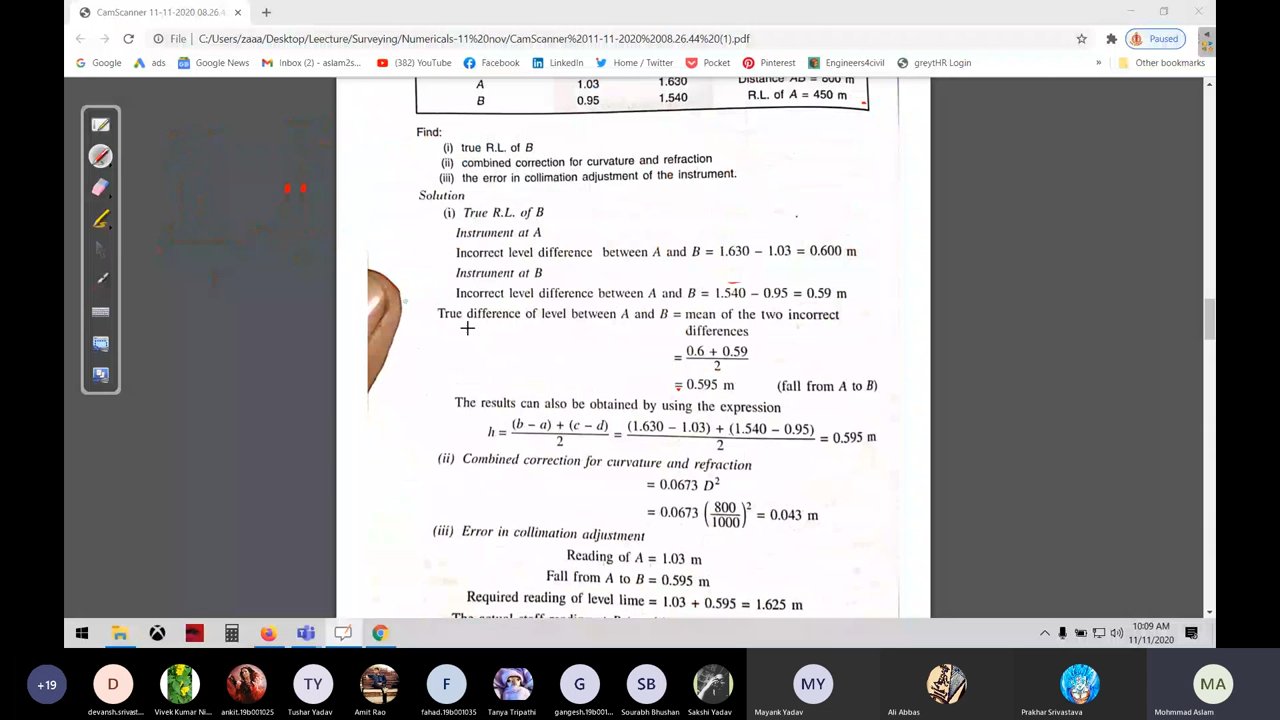 CamScanner 11-11-2020 08.26.44
File C:/Users/zaaa/Desktop/Leecture/Surveying/Numericals-11%20nov/CamScanner%2011-11-2020%2008.26.44%20(1).pdf Paused
Google ads Google News Inbox (2) - aslam2s... (382) YouTube Facebook LinkedIn Home / Twitter Pocket Pinterest Engineers4civil greytHR Login » Other bookmarks
A 1.03 1.630 Distance AB = 800 m
B 0.95 1.540 R.L. of A = 450 m
Find:
(i) true R.L. of B
(ii) combined correction for curvature and refraction
(iii) the error in collimation adjustment of the instrument.
Solution
(i) True R.L. of B
Instrument at A
Incorrect level difference between A and B = 1.630 − 1.03 = 0.600 m
Instrument at B
Incorrect level difference between A and B = 1.540 − 0.95 = 0.59 m
True difference of level between A and B = mean of the two incorrect
differences
= (0.6 + 0.59)/2
= 0.595 m (fall from A to B)
The results can also be obtained by using the expression
h = ((b − a) + (c − d))/2 = ((1.630 − 1.03) + (1.540 − 0.95))/2 = 0.595 m
(ii) Combined correction for curvature and refraction
= 0.0673 D²
= 0.0673 (800/1000)² = 0.043 m
(iii) Error in collimation adjustment
Reading of A = 1.03 m
Fall from A to B = 0.595 m
Required reading of level lime = 1.03 + 0.595 = 1.625 m
10:09 AM
11/11/2020
+19 D F G SB TY MY MA
devansh.srivast... Vivek Kumar Ni... ankit.19b001025 Tushar Yadav Amit Rao fahad.19b001035 Tanya Tripathi gangesh.19b001... Sourabh Bhushan Sakshi Yadav Mayank Yadav Ali Abbas Prakhar Srivastava Mohmmad Aslam